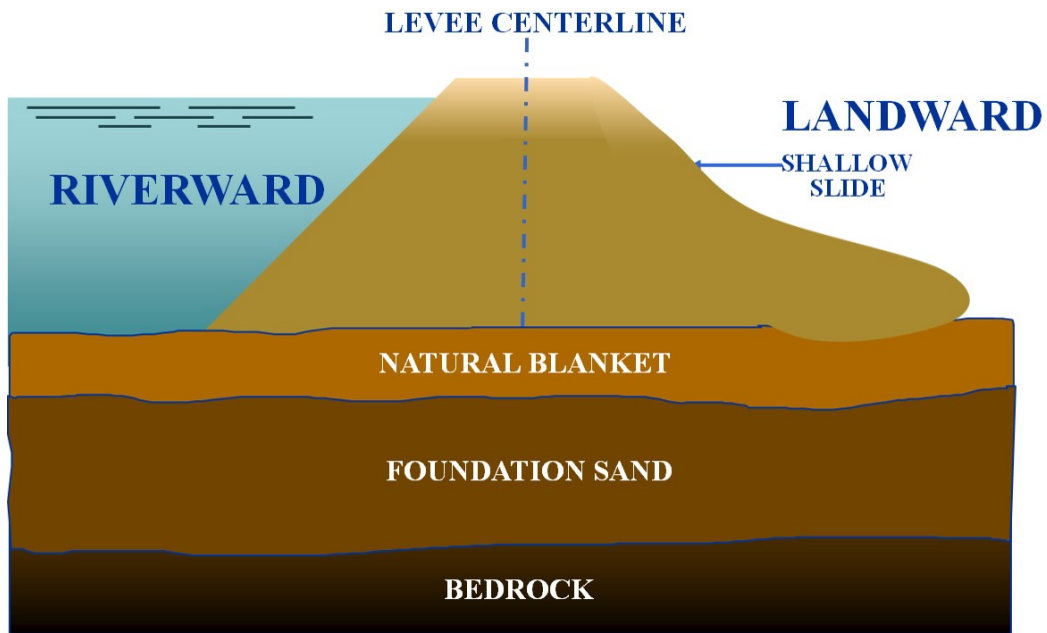 LEVEE CENTERLINE
LANDWARD
SHALLOW
SLIDE
RIVERWARD
NATURAL BLANKET
FOUNDATION SAND
BEDROCK